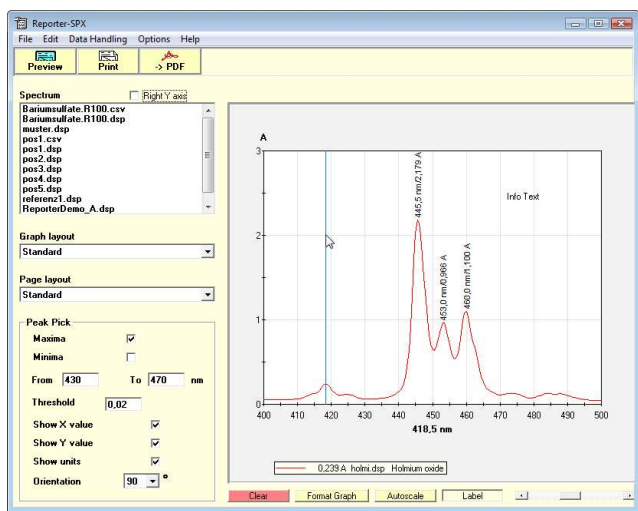 Reporter-SPX
File Edit Data Handling Options Help
Preview Print -> PDF
Spectrum Right Y axis
Bariumsulfate.R100.csv
Bariumsulfate.R100.dsp
muster.dsp
pos1.csv
pos1.dsp
pos2.dsp
pos3.dsp
pos4.dsp
pos5.dsp
referenz1.dsp
ReporterDemo_A.dsp
Graph layout
Standard
Page layout
Standard
Peak Pick
Maxima
Minima
From 430 To 470 nm
Threshold 0,02
Show X value
Show Y value
Show units
Orientation 90 °
A
3
2
1
0
445,5 nm/2,179 A
453,0 nm/0,966 A
460,0 nm/1,100 A
Info Text
400 410 420 430 440 450 460 470 480 490 500
418,5 nm
0,239 A holmi.dsp Holmium oxide
Clear Format Graph Autoscale Label